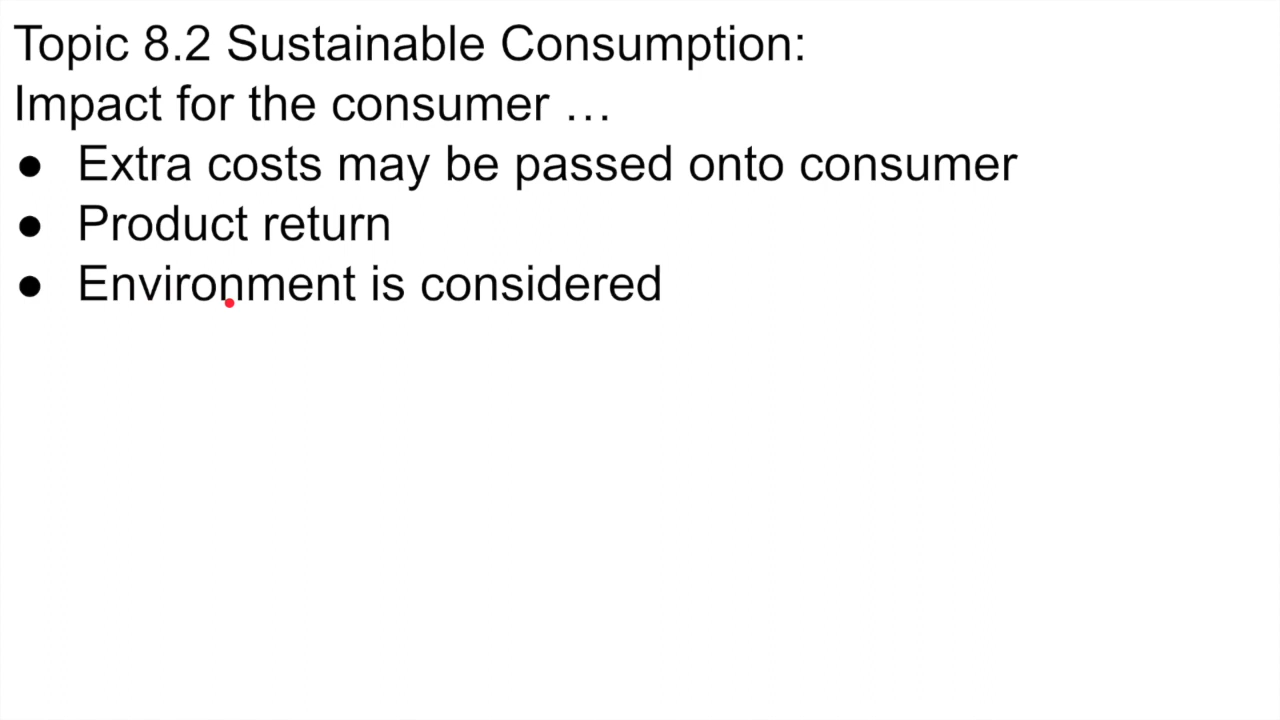 Topic 8.2 Sustainable Consumption:
Impact for the consumer …
● Extra costs may be passed onto consumer
● Product return
● Environment is considered